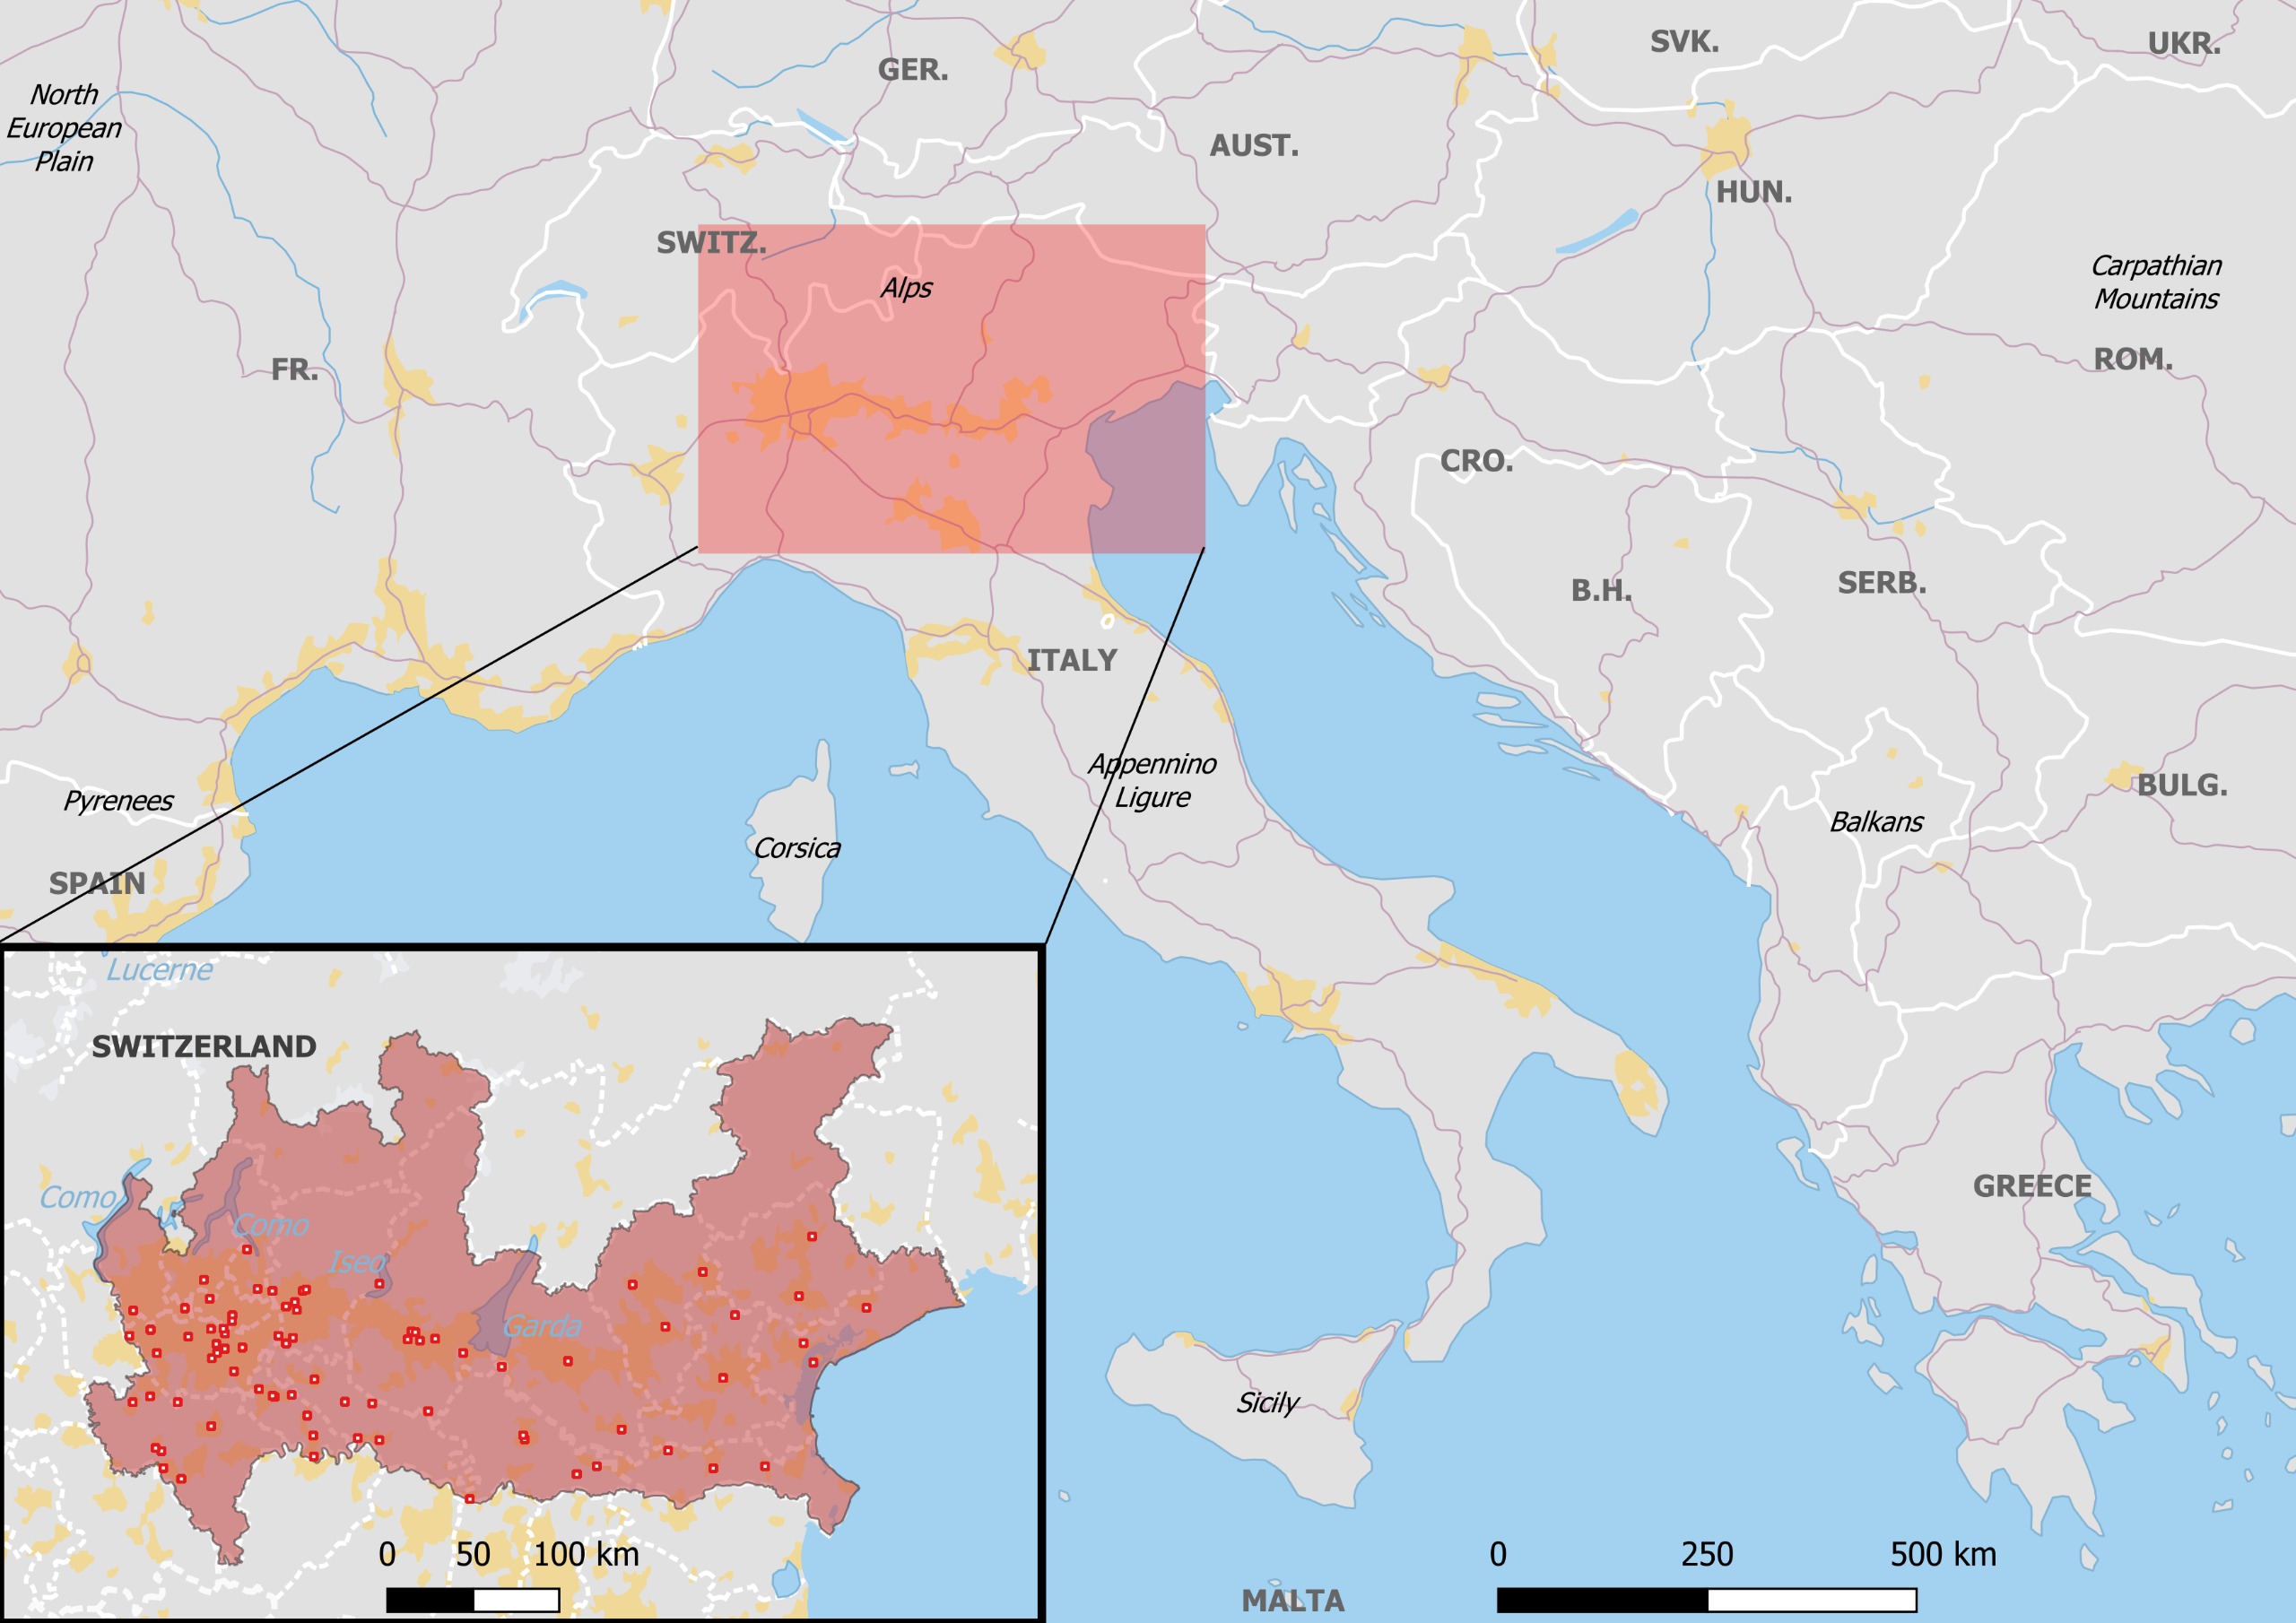 SVK.
UKR.
GER.
North
European
Plain
AUST.
HUN.
SWITZ.
Carpathian
Mountains
Alps
ROM.
FR.
CRO.
B.H.
SERB.
ITALY
Appennino
Ligure
BULG.
Pyrenees
Balkans
Corsica
SPAIN
Lucerne
SWITZERLAND
Como
Como
Iseo
Garda
GREECE
Sicily
0 50 100 km
0 250 500 km
MALTA